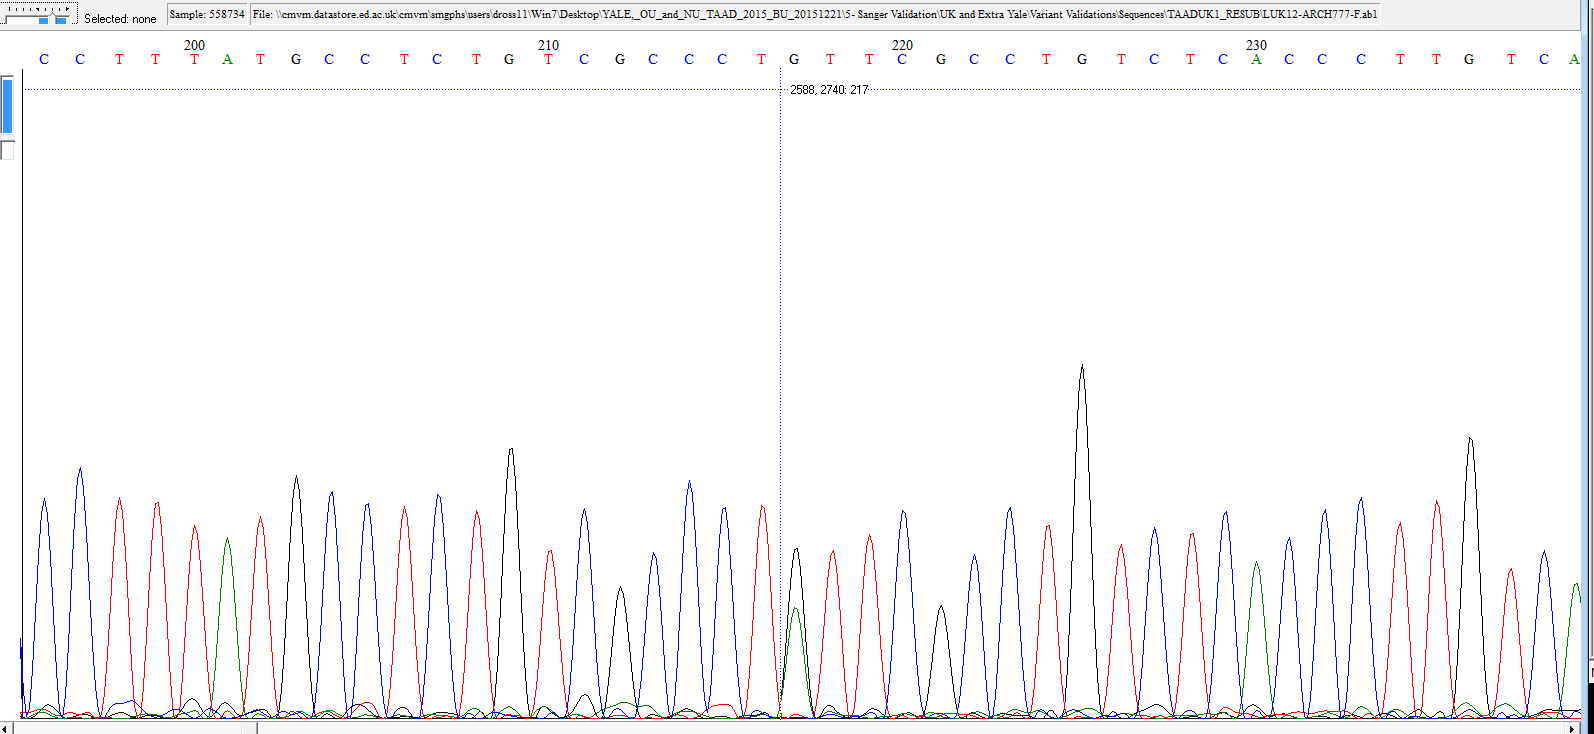 Selected: none
Sample: 558734
File: \\cmvm.datastore.ed.ac.uk\cmvm\smgphs\users\dross11\Win7\Desktop\YALE,_OU_and_NU_TAAD_2015_BU_20151221\5- Sanger Validation\UK and Extra Yale\Variant Validations\Sequences\TAADUK1_RESUB\LUK12-ARCH777-F.ab1
200 210 220 230
C C T T T A T G C C T C T G T C G C C C T G T T C G C C T G T C T C A C C C T T G T C A
2588, 2740: 217